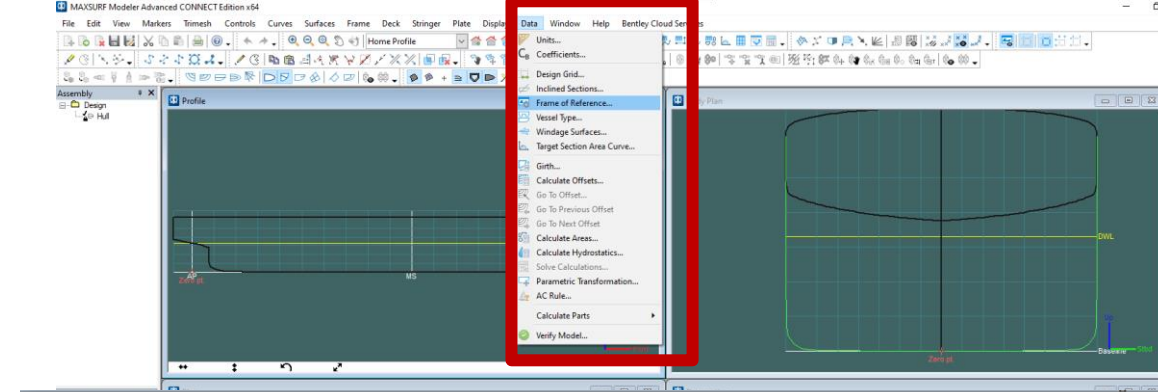 MAXSURF Modeler Advanced CONNECT Edition x64
File Edit View Markers Trimesh Controls Curves Surfaces Frame Deck Stringer Plate Display Data Window Help Bentley Cloud Services
Home Profile
Assembly
Design
Hull
Profile
AP
Zero pt
MS
Units...
Coefficients...
Design Grid...
Inclined Sections...
Frame of Reference...
Vessel Type...
Windage Surfaces...
Target Section Area Curve...
Girth...
Calculate Offsets...
Go To Offset...
Go To Previous Offset
Go To Next Offset
Calculate Areas...
Calculate Hydrostatics...
Solve Calculations...
Parametric Transformation...
AC Rule...
Calculate Parts
Verify Model...
Plan
DWL
Up
Baseline
Stbd
Zero pt